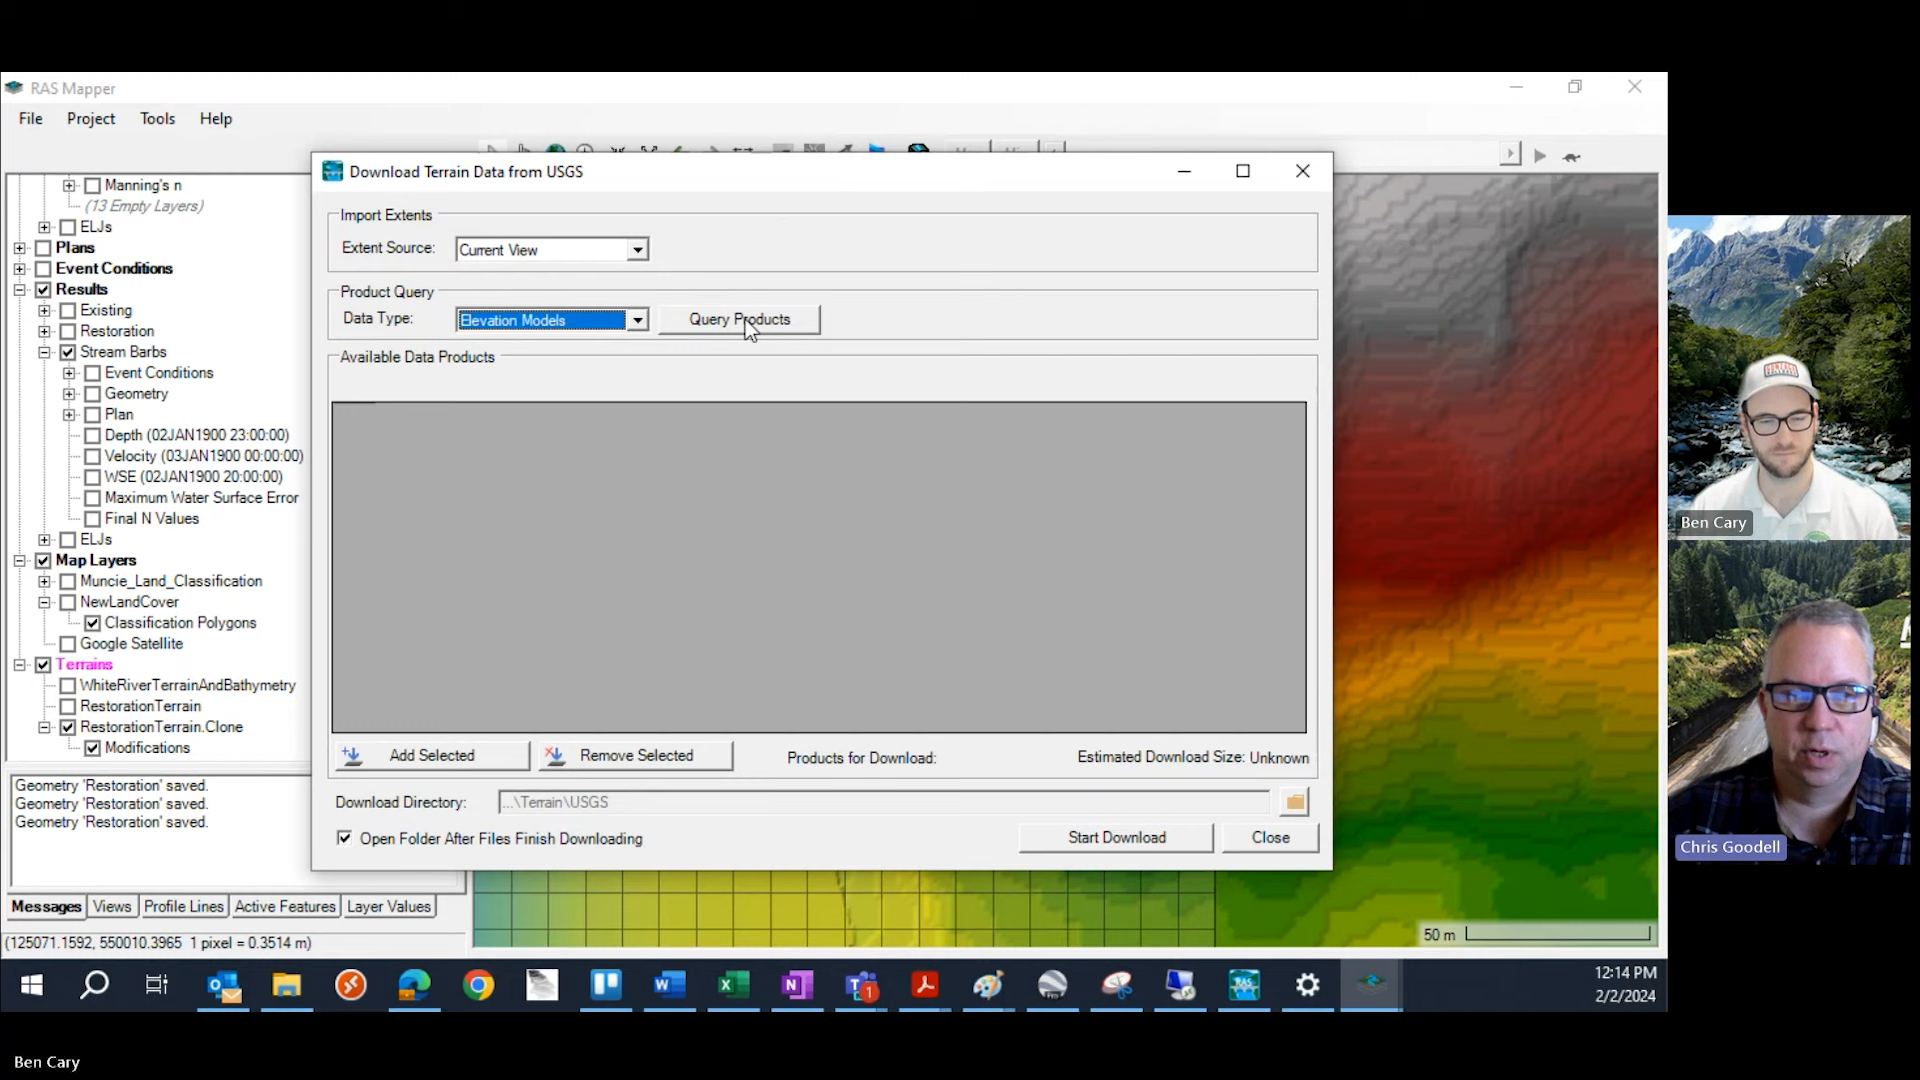 RAS Mapper
File Project Tools Help
Manning's n
(13 Empty Layers)
ELJs
Plans
Event Conditions
Results
Existing
Restoration
Stream Barbs
Event Conditions
Geometry
Plan
Depth (02JAN1900 23:00:00)
Velocity (03JAN1900 00:00:00)
WSE (02JAN1900 20:00:00)
Maximum Water Surface Error
Final N Values
ELJs
Map Layers
Muncie_Land_Classification
NewLandCover
Classification Polygons
Google Satellite
Terrains
WhiteRiverTerrainAndBathymetry
RestorationTerrain
RestorationTerrain.Clone
Modifications
Geometry 'Restoration' saved.
Geometry 'Restoration' saved.
Geometry 'Restoration' saved.
Messages Views Profile Lines Active Features Layer Values
(125071.1592, 550010.3965 1 pixel = 0.3514 m)
Download Terrain Data from USGS
Import Extents
Extent Source: Current View
Product Query
Data Type: Elevation Models Query Products
Available Data Products
Add Selected Remove Selected Products for Download: Estimated Download Size: Unknown
Download Directory: ...\Terrain\USGS
Open Folder After Files Finish Downloading Start Download Close
50 m
12:14 PM
2/2/2024
Ben Cary
Chris Goodell
Ben Cary